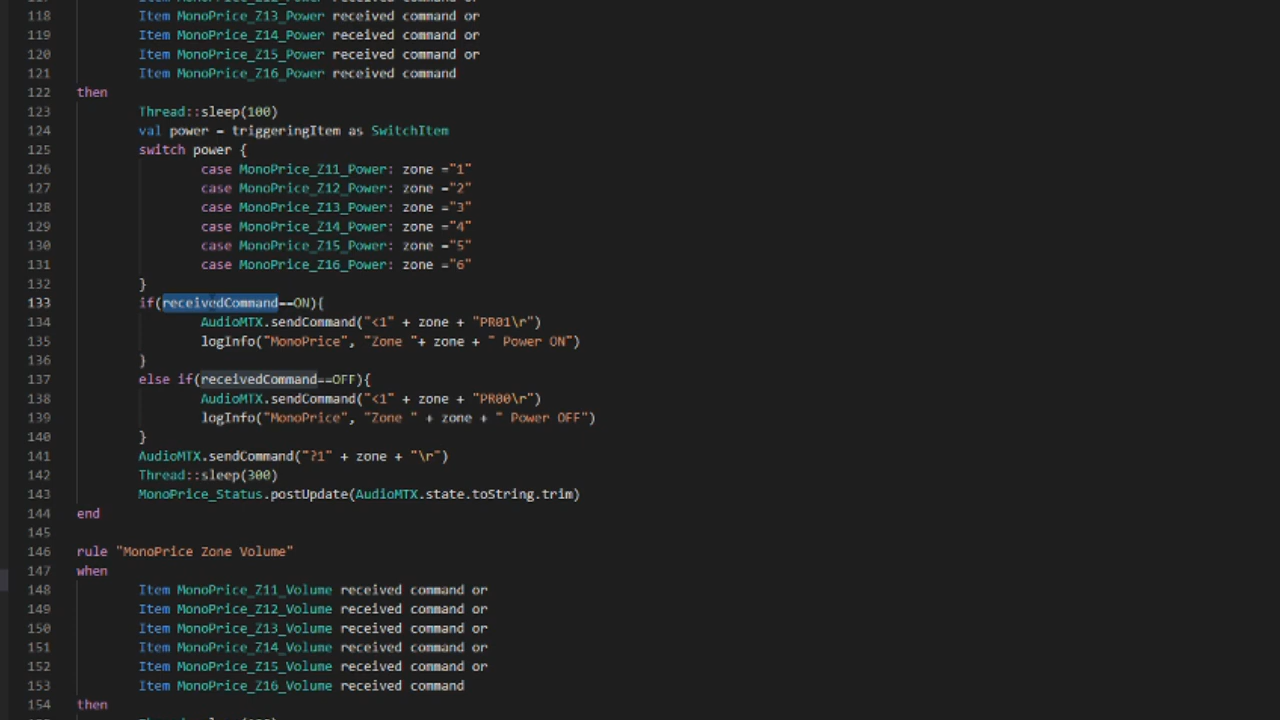 118 Item MonoPrice_Z13_Power received command or
119 Item MonoPrice_Z14_Power received command or
120 Item MonoPrice_Z15_Power received command or
121 Item MonoPrice_Z16_Power received command
122 then
123 Thread::sleep(100)
124 val power = triggeringItem as SwitchItem
125 switch power {
126 case MonoPrice_Z11_Power: zone ="1"
127 case MonoPrice_Z12_Power: zone ="2"
128 case MonoPrice_Z13_Power: zone ="3"
129 case MonoPrice_Z14_Power: zone ="4"
130 case MonoPrice_Z15_Power: zone ="5"
131 case MonoPrice_Z16_Power: zone ="6"
132 }
133 if(receivedCommand==ON){
134 AudioMTX.sendCommand("<1" + zone + "PR01\r")
135 logInfo("MonoPrice", "Zone "+ zone + " Power ON")
136 }
137 else if(receivedCommand==OFF){
138 AudioMTX.sendCommand("<1" + zone + "PR00\r")
139 logInfo("MonoPrice", "Zone " + zone + " Power OFF")
140 }
141 AudioMTX.sendCommand("?1" + zone + "\r")
142 Thread::sleep(300)
143 MonoPrice_Status.postUpdate(AudioMTX.state.toString.trim)
144 end
145
146 rule "MonoPrice Zone Volume"
147 when
148 Item MonoPrice_Z11_Volume received command or
149 Item MonoPrice_Z12_Volume received command or
150 Item MonoPrice_Z13_Volume received command or
151 Item MonoPrice_Z14_Volume received command or
152 Item MonoPrice_Z15_Volume received command or
153 Item MonoPrice_Z16_Volume received command
154 then